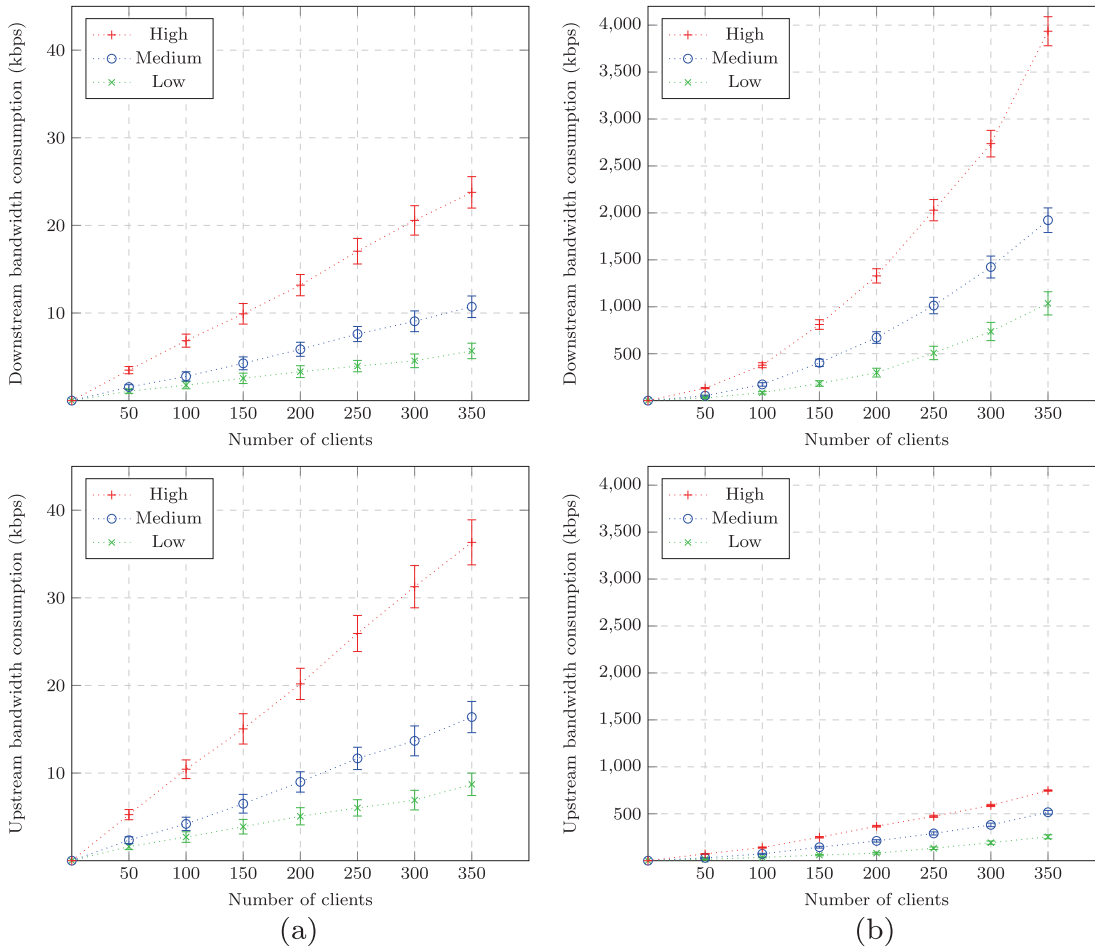 Downstream bandwidth consumption (kbps)
40
30
20
10
High
Medium
Low
50 100 150 200 250 300 350
Number of clients
Downstream bandwidth consumption (kbps)
4,000
3,500
3,000
2,500
2,000
1,500
1,000
500
High
Medium
Low
50 100 150 200 250 300 350
Number of clients
Upstream bandwidth consumption (kbps)
40
30
20
10
High
Medium
Low
50 100 150 200 250 300 350
Number of clients
(a)
Upstream bandwidth consumption (kbps)
4,000
3,500
3,000
2,500
2,000
1,500
1,000
500
High
Medium
Low
50 100 150 200 250 300 350
Number of clients
(b)